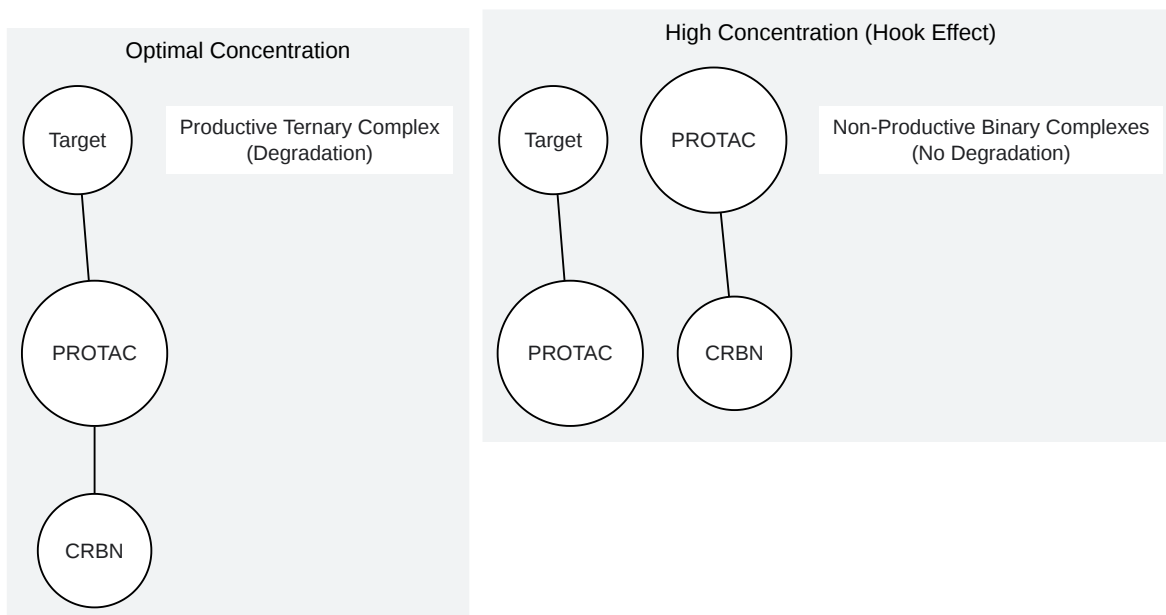 Optimal Concentration
Target
Productive Ternary Complex
(Degradation)
PROTAC
CRBN
High Concentration (Hook Effect)
Target
PROTAC
Non-Productive Binary Complexes
(No Degradation)
PROTAC
CRBN